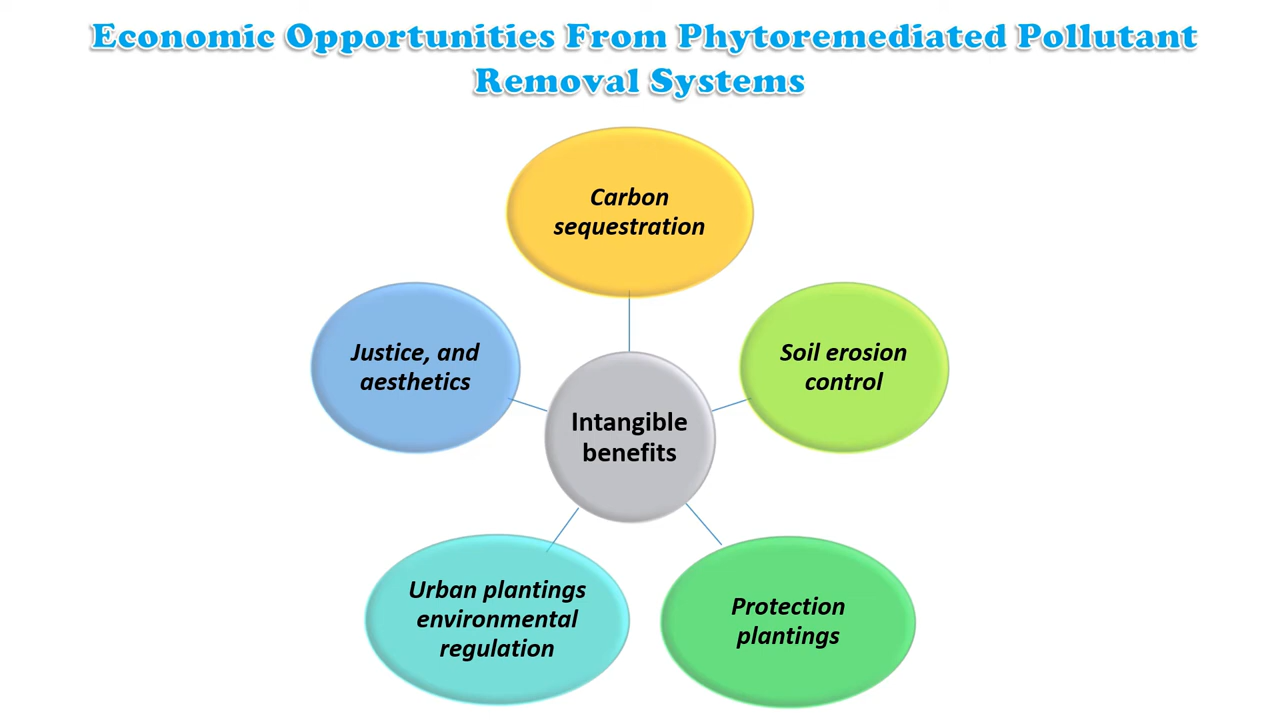 Economic Opportunities From Phytoremediated Pollutant
Removal Systems
Carbon
sequestration
Justice, and
aesthetics
Soil erosion
control
Intangible
benefits
Urban plantings
environmental
regulation
Protection
plantings